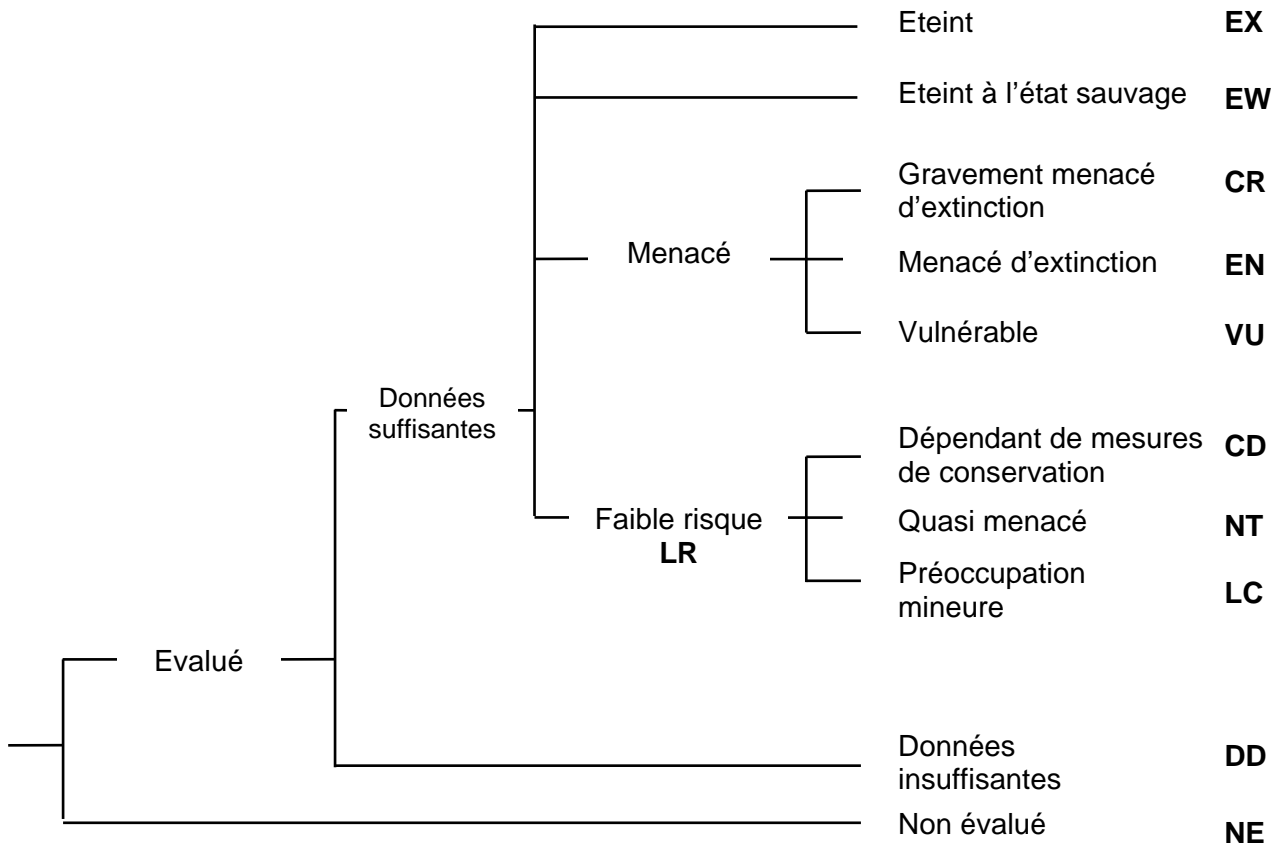 Eteint EX
Eteint à l’état sauvage EW
Gravement menacé CR
d’extinction
Menacé
Menacé d’extinction EN
Vulnérable VU
Données
suffisantes
Dépendant de mesures CD
de conservation
Faible risque
LR
Quasi menacé NT
Préoccupation
mineure LC
Evalué
Données
insuffisantes DD
Non évalué NE